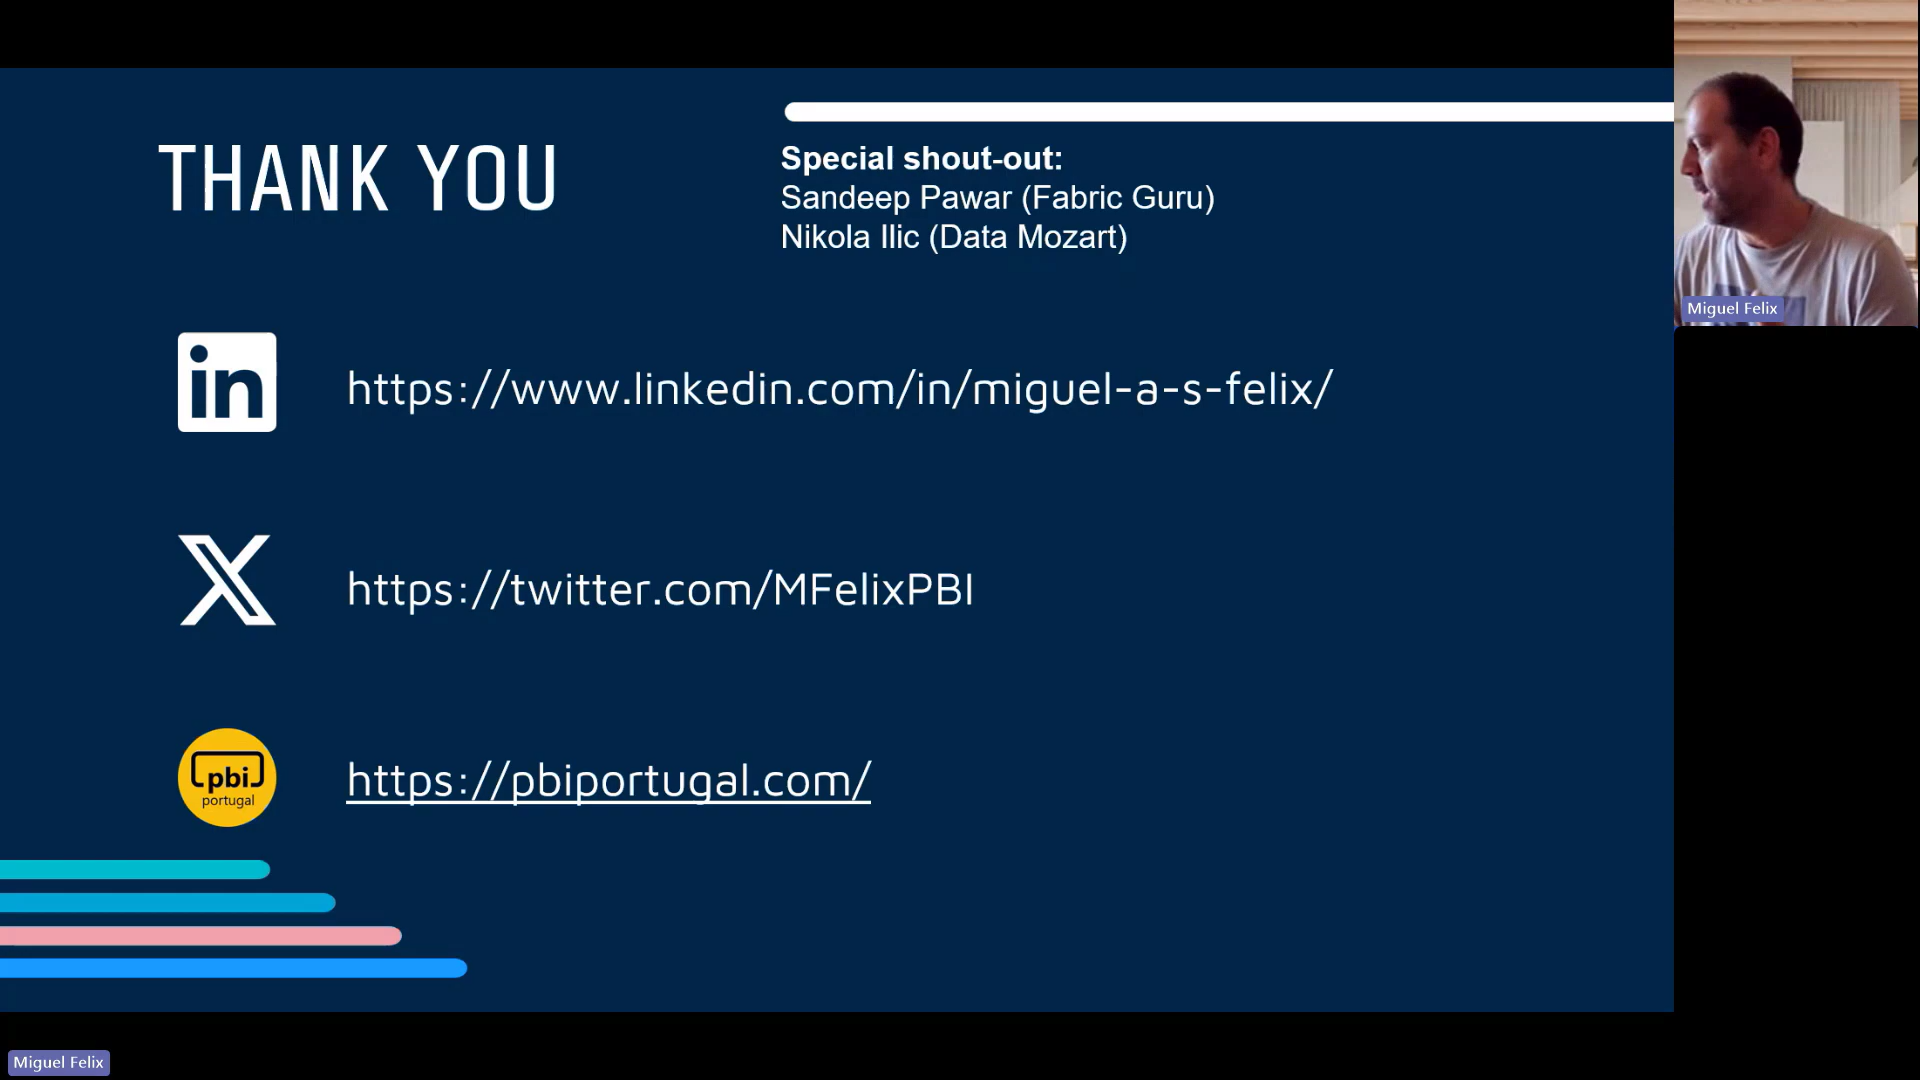 THANK YOU
Special shout-out:
Sandeep Pawar (Fabric Guru)
Nikola Ilic (Data Mozart)
in
https://www.linkedin.com/in/miguel-a-s-felix/
X
https://twitter.com/MFelixPBI
pbi
portugal
https://pbiportugal.com/
Miguel Felix
Miguel Felix